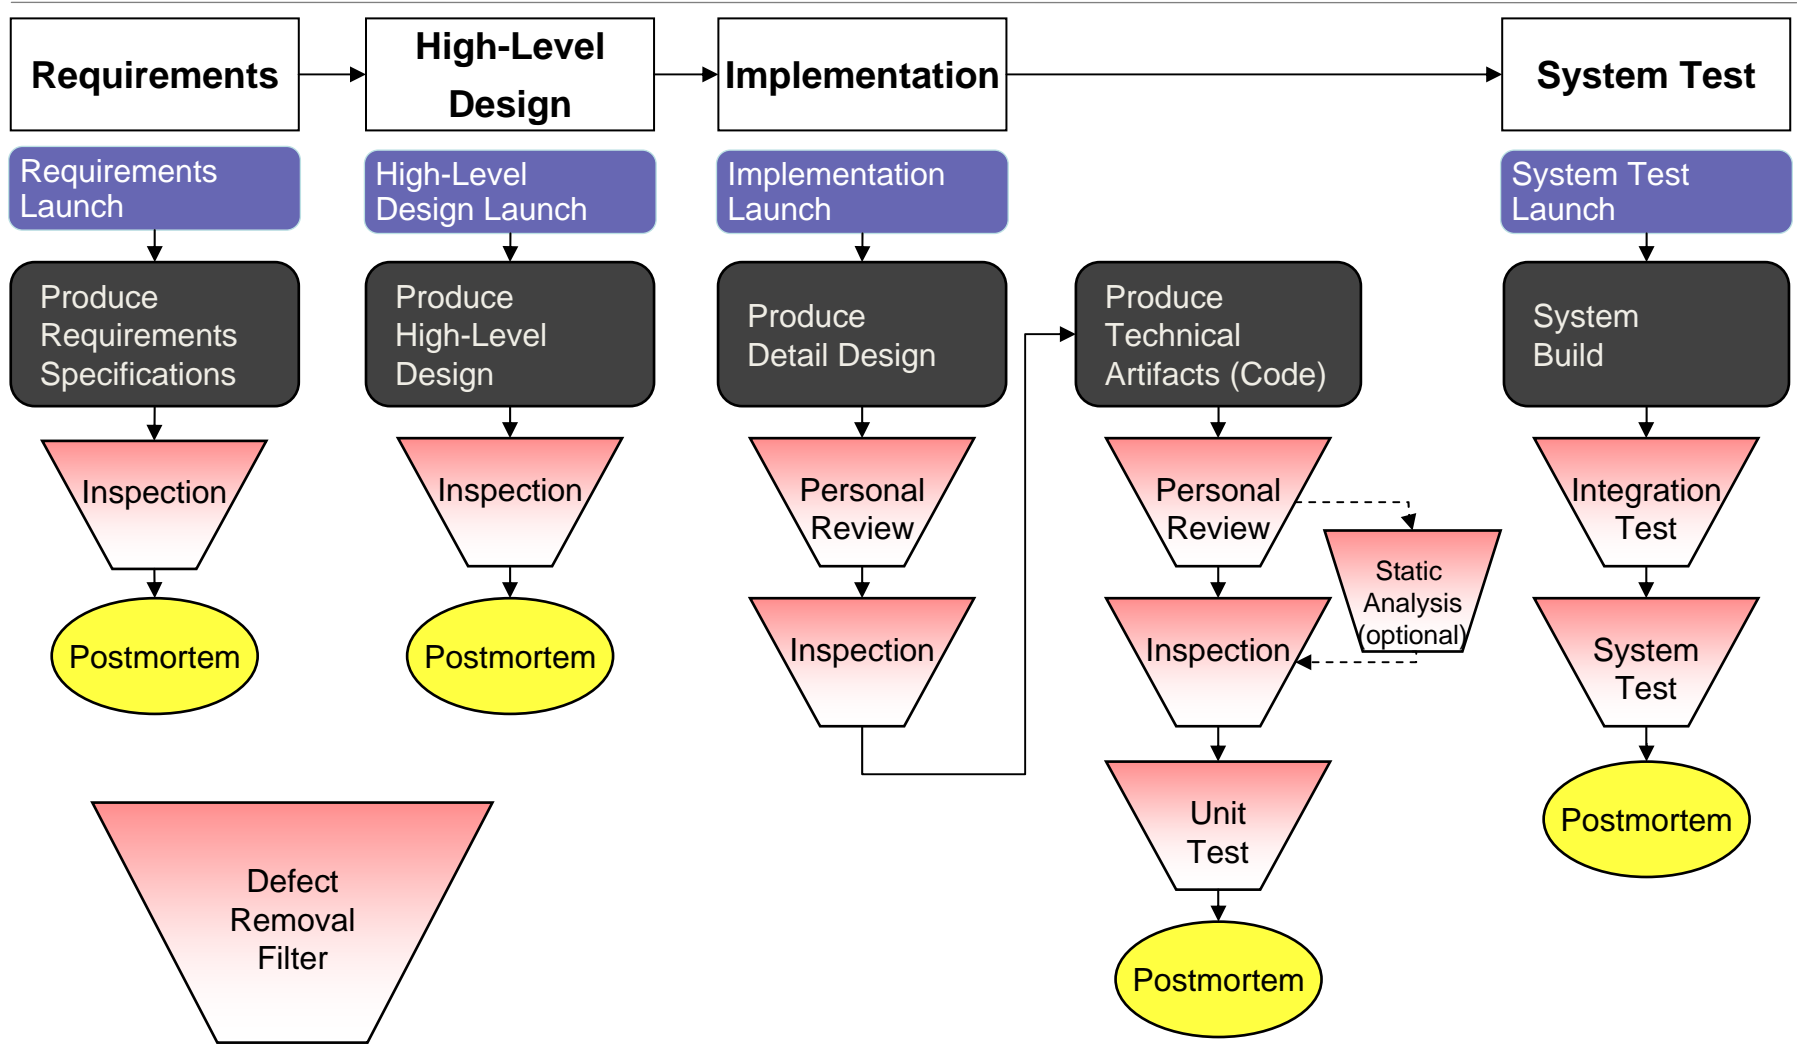 Requirements
High-Level
Design
Implementation
System Test
Requirements
Launch
High-Level
Design Launch
Implementation
Launch
System Test
Launch
Produce
Requirements
Specifications
Produce
High-Level
Design
Produce
Detail Design
Produce
Technical
Artifacts (Code)
System
Build
Inspection
Inspection
Personal
Review
Personal
Review
Integration
Test
Static
Analysis
(optional)
Postmortem
Postmortem
Inspection
Inspection
System
Test
Unit
Test
Postmortem
Defect
Removal
Filter
Postmortem